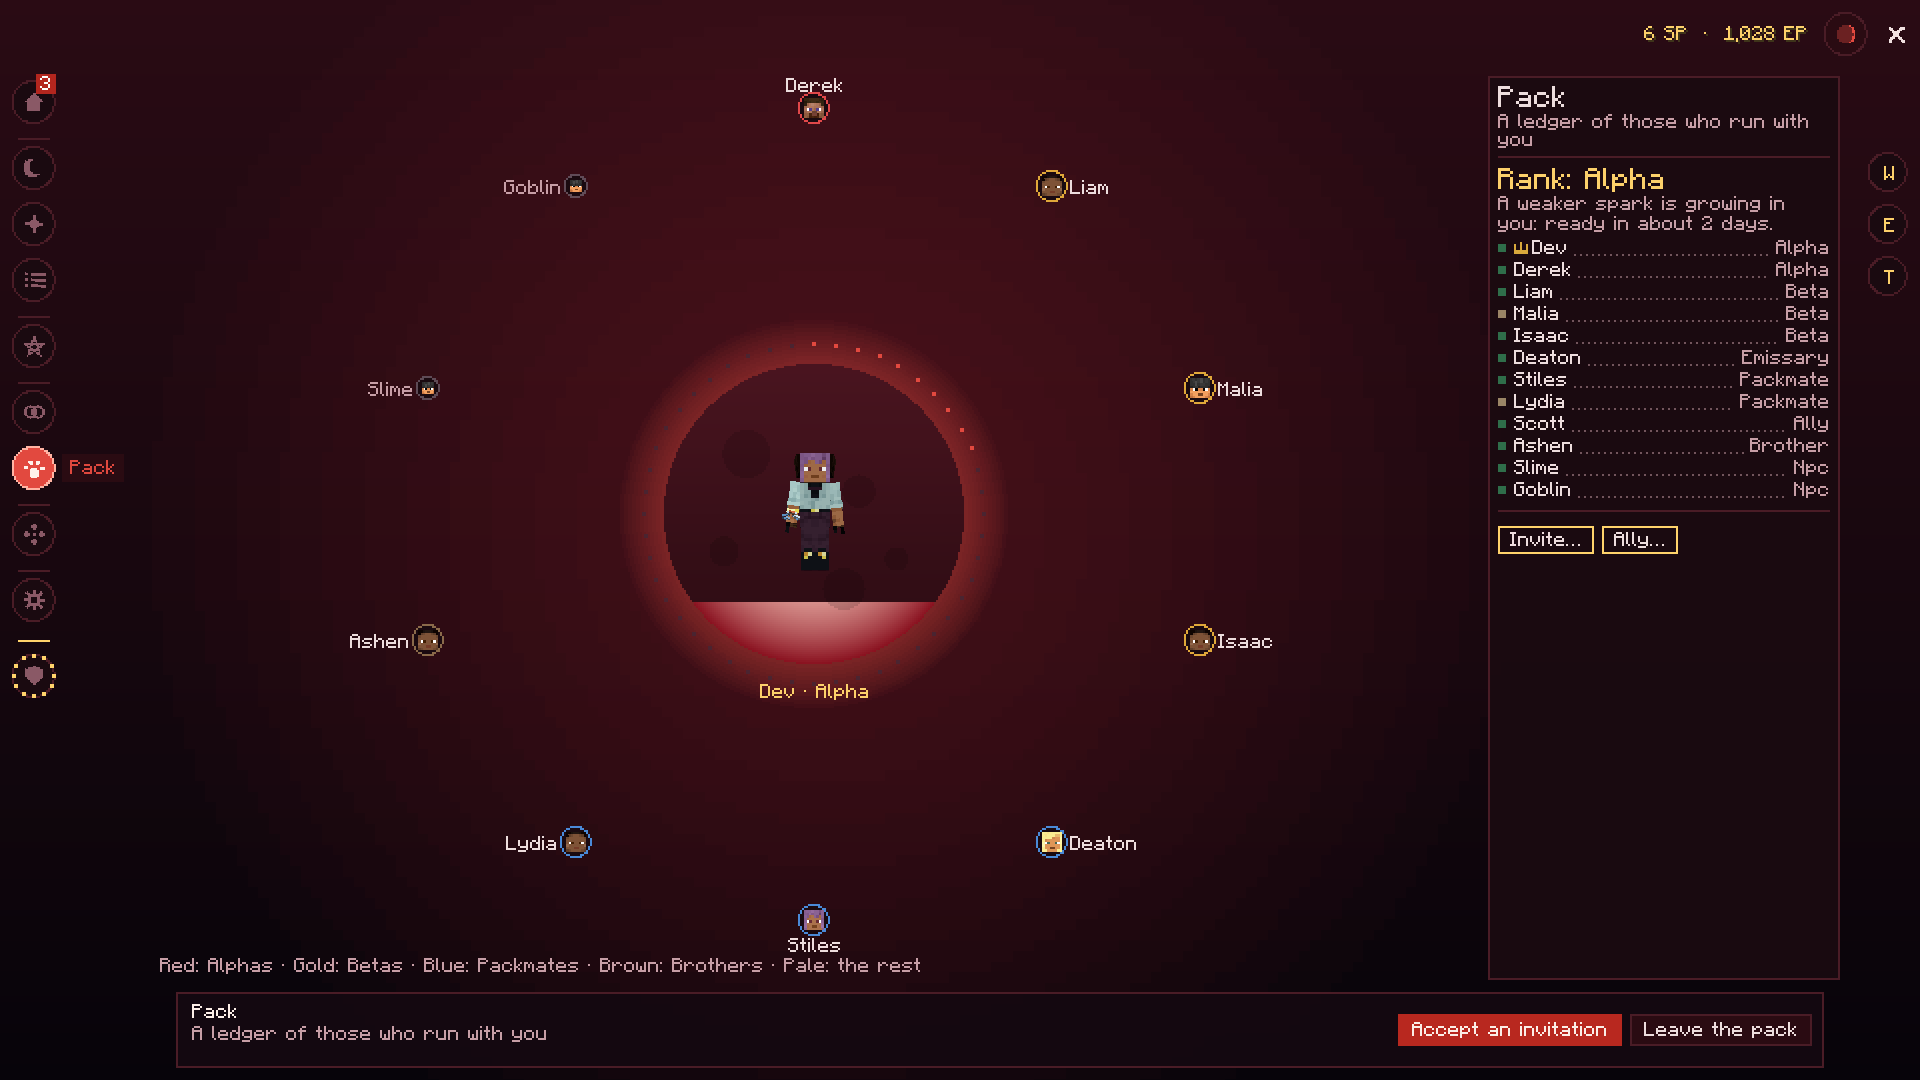 6 SP · 1,028 EP
3
Derek
Goblin
Liam
Slime
Malia
Pack
Ashen
Isaac
Dev · Alpha
Lydia
Deaton
Stiles
Red: Alphas · Gold: Betas · Blue: Packmates · Brown: Brothers · Pale: the rest
Pack
A ledger of those who run with
you
Rank: Alpha
A weaker spark is growing in
you: ready in about 2 days.
Dev Alpha
Derek Alpha
Liam Beta
Malia Beta
Isaac Beta
Deaton Emissary
Stiles Packmate
Lydia Packmate
Scott Ally
Ashen Brother
Slime Npc
Goblin Npc
Invite... Ally...
W
E
T
Pack
A ledger of those who run with you
Accept an invitation
Leave the pack